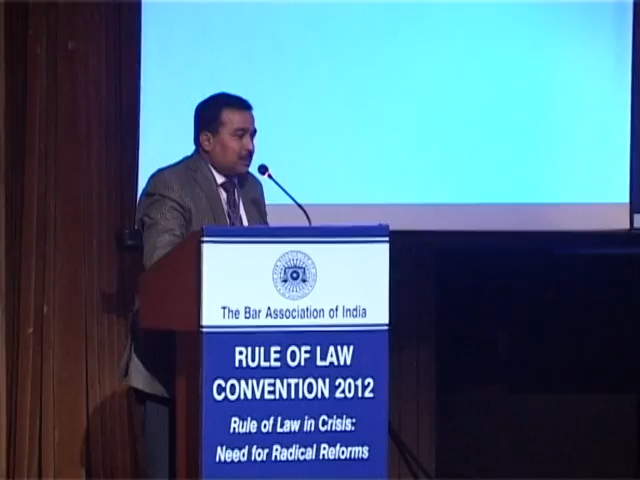 The Bar Association of India
RULE OF LAW
CONVENTION 2012
Rule of Law in Crisis:
Need for Radical Reforms